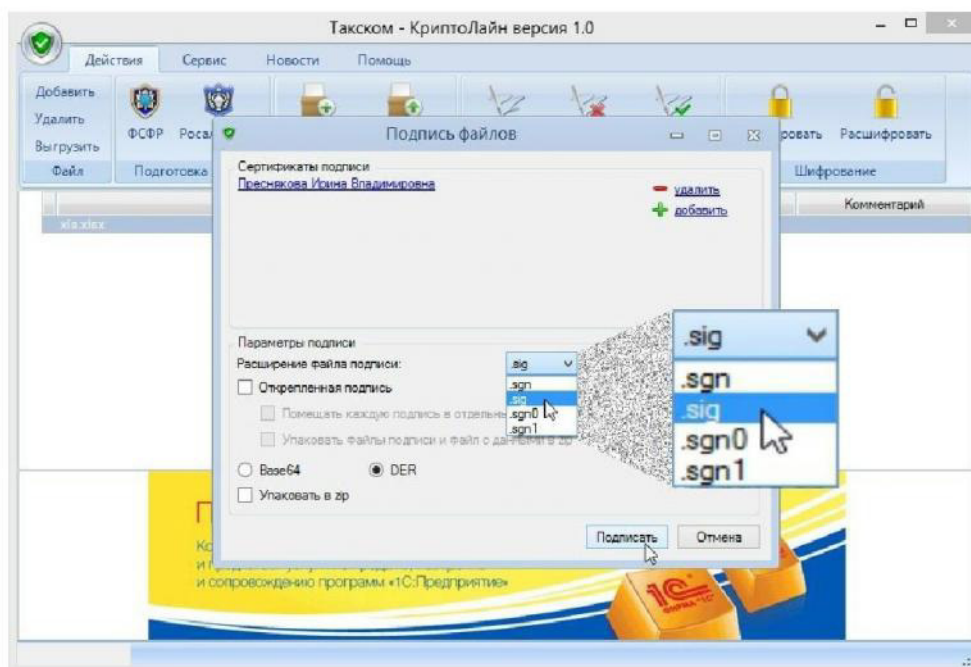 Такском - КриптоЛайн версия 1.0
Действия Сервис Новости Помощь
Добавить
Удалить
Выгрузить
ФСФР
Расшифровать
Файл Подготовка Шифрование
Комментарий
xls.xlsx
Подпись файлов
Сертификаты подписи
Преснякова Ирина Владимировна
удалить
добавить
Параметры подписи
Расширение файла подписи: .sig
.sgn
.sig
.sgn0
.sgn1
Открепленная подпись
Помещать каждую подпись в
Упаковать файлы подписи и файл с данными в zip
Base64 DER
Упаковать в zip
Подписать Отмена
.sig
.sgn
.sig
.sgn0
.sgn1
и сопровождению программ «1С:Предприятие»
1С
ФИРМА "1С"